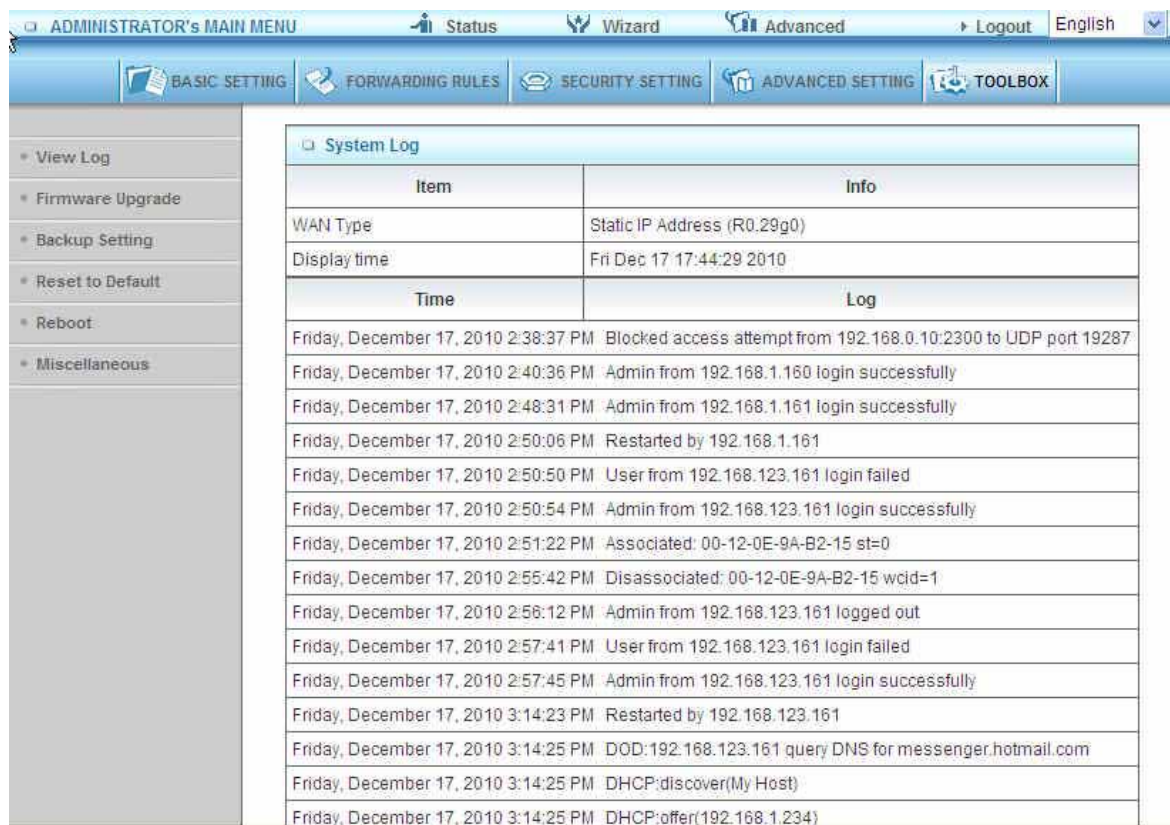 ADMINISTRATOR's MAIN MENU Status Wizard Advanced Logout English
BASIC SETTING FORWARDING RULES SECURITY SETTING ADVANCED SETTING TOOLBOX
View Log
Firmware Upgrade
Backup Setting
Reset to Default
Reboot
Miscellaneous
System Log
Item Info
WAN Type Static IP Address (R0.29g0)
Display time Fri Dec 17 17:44:29 2010
Time Log
Friday, December 17, 2010 2:38:37 PM Blocked access attempt from 192.168.0.10:2300 to UDP port 19287
Friday, December 17, 2010 2:40:36 PM Admin from 192.168.1.160 login successfully
Friday, December 17, 2010 2:48:31 PM Admin from 192.168.1.161 login successfully
Friday, December 17, 2010 2:50:06 PM Restarted by 192.168.1.161
Friday, December 17, 2010 2:50:50 PM User from 192.168.123.161 login failed
Friday, December 17, 2010 2:50:54 PM Admin from 192.168.123.161 login successfully
Friday, December 17, 2010 2:51:22 PM Associated: 00-12-0E-9A-B2-15 st=0
Friday, December 17, 2010 2:55:42 PM Disassociated: 00-12-0E-9A-B2-15 wcid=1
Friday, December 17, 2010 2:56:12 PM Admin from 192.168.123.161 logged out
Friday, December 17, 2010 2:57:41 PM User from 192.168.123.161 login failed
Friday, December 17, 2010 2:57:45 PM Admin from 192.168.123.161 login successfully
Friday, December 17, 2010 3:14:23 PM Restarted by 192.168.123.161
Friday, December 17, 2010 3:14:25 PM DOD:192.168.123.161 query DNS for messenger.hotmail.com
Friday, December 17, 2010 3:14:25 PM DHCP:discover(My Host)
Friday, December 17, 2010 3:14:25 PM DHCP:offer(192.168.1.234)